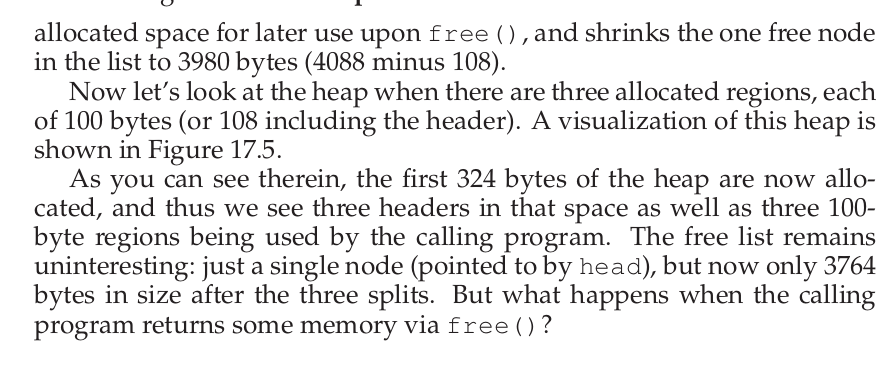 allocated space for later use upon free(), and shrinks the one free node
in the list to 3980 bytes (4088 minus 108).
Now let's look at the heap when there are three allocated regions, each
of 100 bytes (or 108 including the header). A visualization of this heap is
shown in Figure 17.5.
As you can see therein, the first 324 bytes of the heap are now allo-
cated, and thus we see three headers in that space as well as three 100-
byte regions being used by the calling program. The free list remains
uninteresting: just a single node (pointed to by head), but now only 3764
bytes in size after the three splits. But what happens when the calling
program returns some memory via free()?